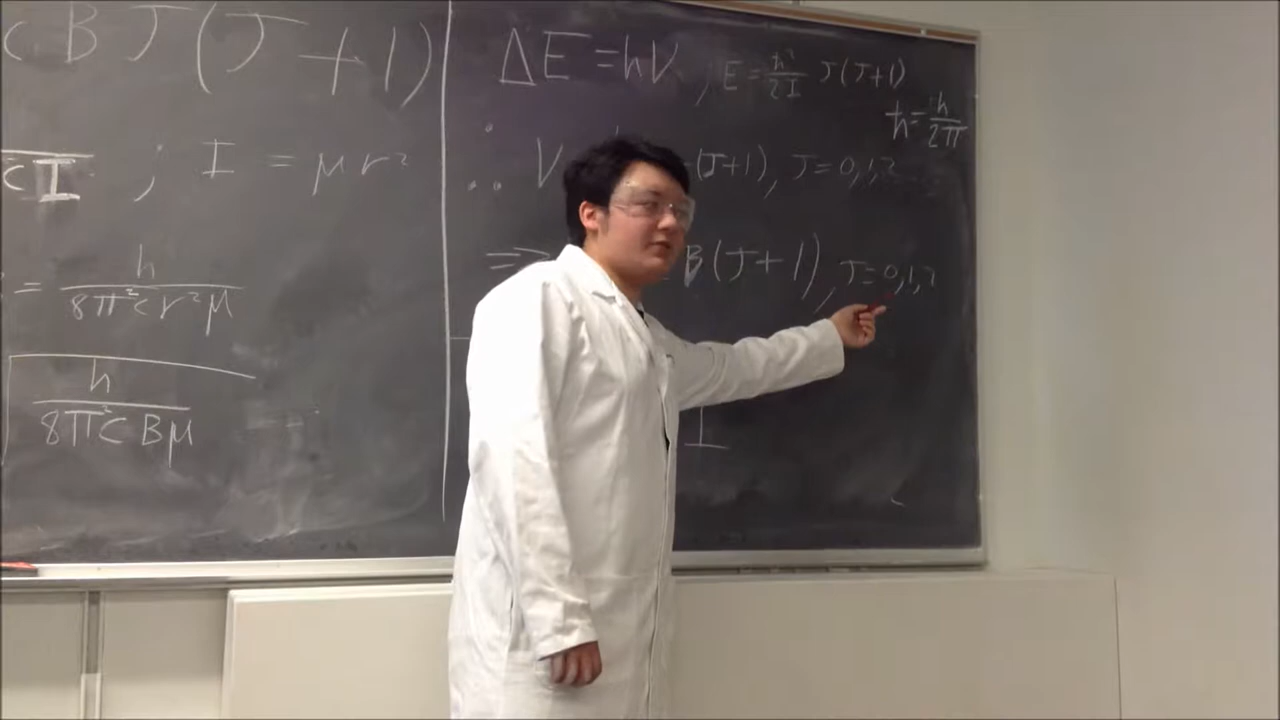 cBJ(J+1)
cI ; I = μr²
= h / 8π²cr²μ
h / 8π²cBμ
ΔE = hν ; E = ħ²/2I J(J+1)
ħ = h/2π
∴ ν (J+1), J = 0,1,2
=> B(J+1), J = 0,1,2
I